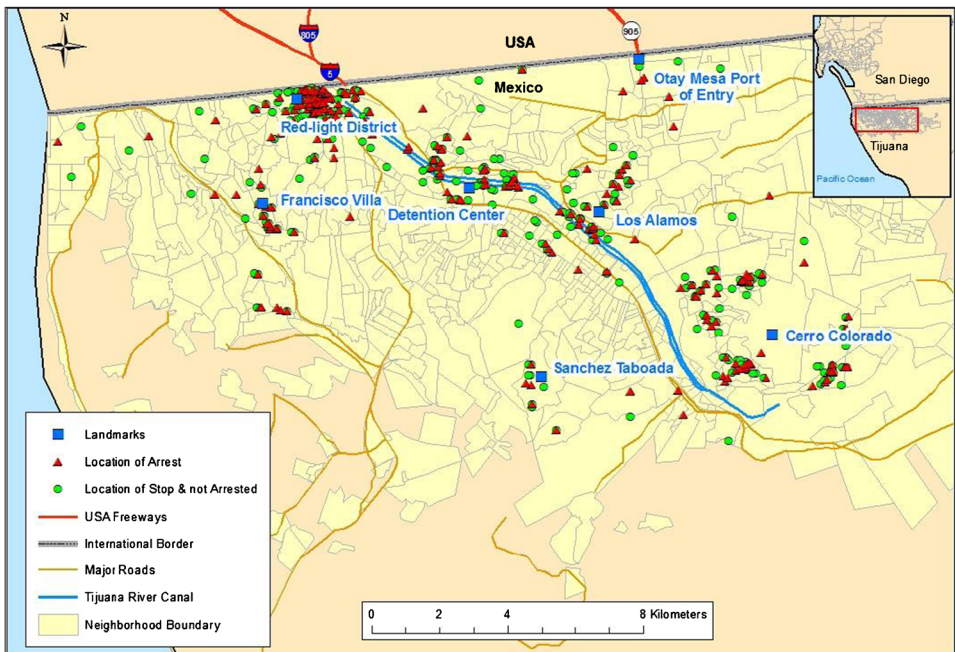 N
805
905
USA
5
Mexico
Otay Mesa Port
of Entry
San Diego
Tijuana
Pacific Ocean
Red-light District
Francisco Villa
Detention Center
Los Alamos
Cerro Colorado
Sanchez Taboada
Landmarks
Location of Arrest
Location of Stop & not Arrested
USA Freeways
International Border
Major Roads
Tijuana River Canal
Neighborhood Boundary
0 2 4 8 Kilometers